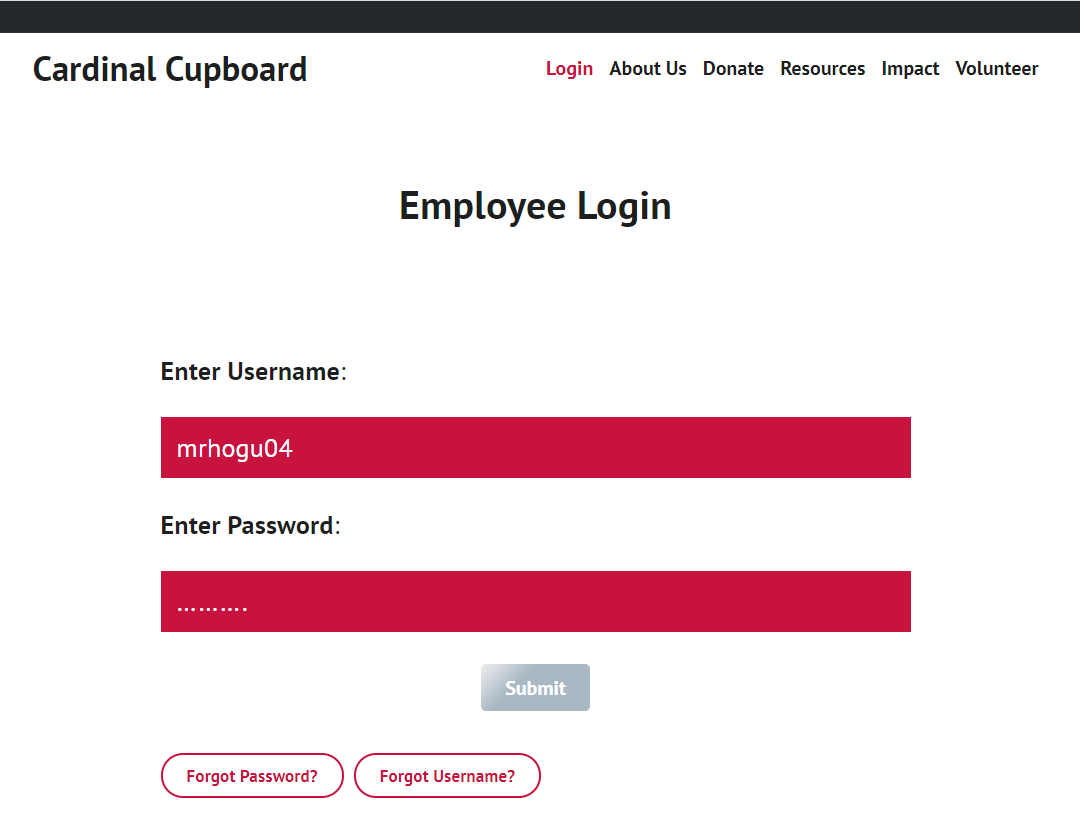 Cardinal Cupboard
Login About Us Donate Resources Impact Volunteer
Employee Login
Enter Username:
mrhogu04
Enter Password:
……….
Submit
Forgot Password? Forgot Username?